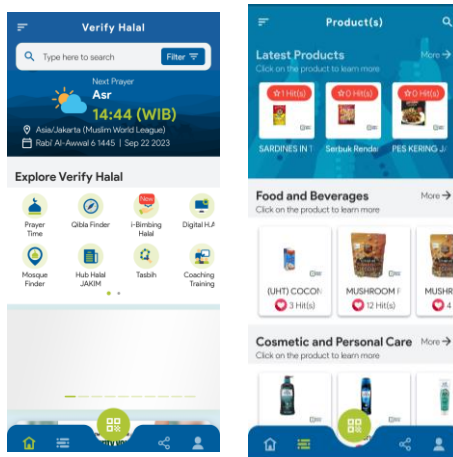 Verify Halal
Type here to search
Filter
Next Prayer
Asr
14:44 (WIB)
Asia/Jakarta (Muslim World League)
Rabi' Al-Awwal 6 1445 | Sep 22 2023
Explore Verify Halal
Prayer Time
Qibla Finder
New
i-Bimbing Halal
Digital H.A
Mosque Finder
Hub Halal JAKIM
Tasbih
Coaching Training
Product(s)
Latest Products
More →
Click on the product to learn more
☆1 Hit(s)
☆0 Hit(s)
☆0 Hit(s)
SARDINES IN T
Serbuk Rendai
PES KERING J
Food and Beverages
More →
Click on the product to learn more
(UHT) COCON
3 Hit(s)
MUSHROOM F
12 Hit(s)
MUSHR
4
Cosmetic and Personal Care
More →
Click on the product to learn more